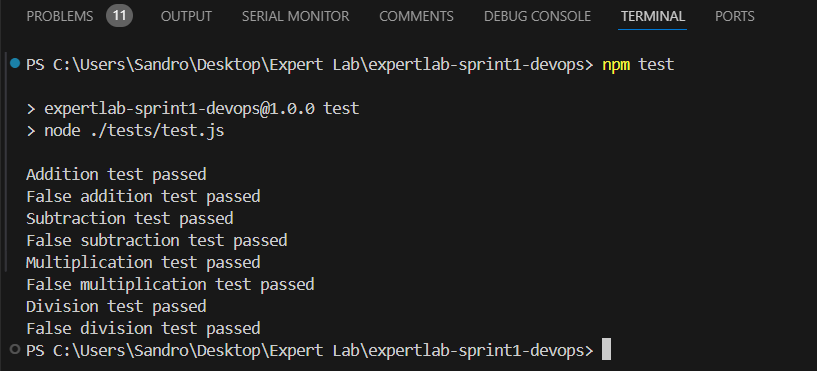 PROBLEMS 11 OUTPUT SERIAL MONITOR COMMENTS DEBUG CONSOLE TERMINAL PORTS
PS C:\Users\Sandro\Desktop\Expert Lab\expertlab-sprint1-devops> npm test
> expertlab-sprint1-devops@1.0.0 test
> node ./tests/test.js
Addition test passed
False addition test passed
Subtraction test passed
False subtraction test passed
Multiplication test passed
False multiplication test passed
Division test passed
False division test passed
PS C:\Users\Sandro\Desktop\Expert Lab\expertlab-sprint1-devops>